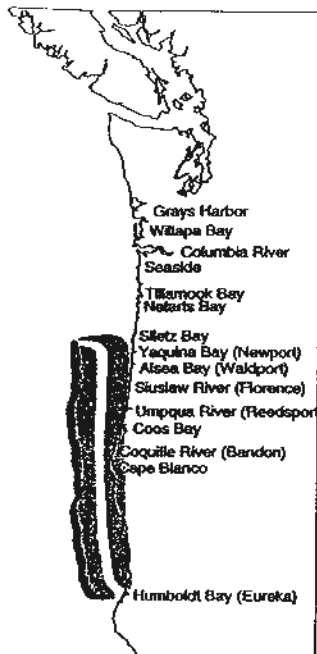 Grays Harbor
Willapa Bay
Columbia River
Seaside
Tillamook Bay
Netarts Bay
Siletz Bay
Yaquina Bay (Newport)
Alsea Bay (Waldport)
Siuslaw River (Florence)
Umpqua River (Reedsport)
Coos Bay
Coquille River (Bandon)
Cape Blanco
Humboldt Bay (Eureka)